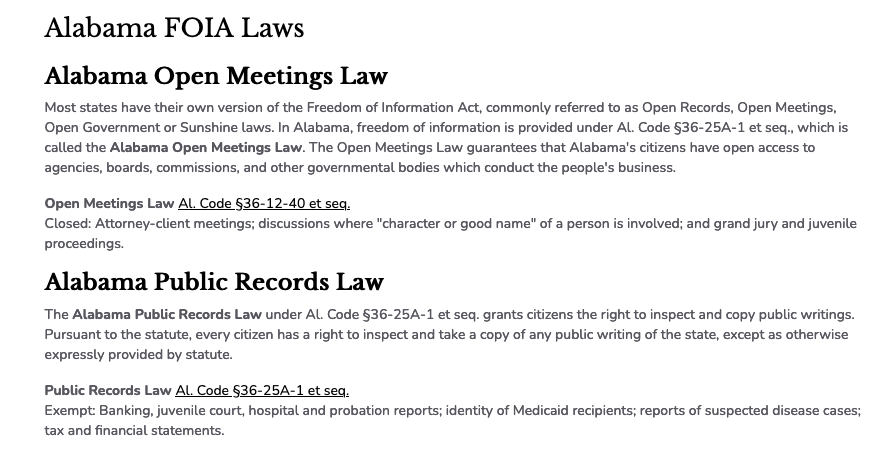 Alabama FOIA Laws
Alabama Open Meetings Law
Most states have their own version of the Freedom of Information Act, commonly referred to as Open Records, Open Meetings,
Open Government or Sunshine laws. In Alabama, freedom of information is provided under Al. Code §36-25A-1 et seq., which is
called the Alabama Open Meetings Law. The Open Meetings Law guarantees that Alabama's citizens have open access to
agencies, boards, commissions, and other governmental bodies which conduct the people's business.
Open Meetings Law Al. Code §36-12-40 et seq.
Closed: Attorney-client meetings; discussions where "character or good name" of a person is involved; and grand jury and juvenile
proceedings.
Alabama Public Records Law
The Alabama Public Records Law under Al. Code §36-25A-1 et seq. grants citizens the right to inspect and copy public writings.
Pursuant to the statute, every citizen has a right to inspect and take a copy of any public writing of the state, except as otherwise
expressly provided by statute.
Public Records Law Al. Code §36-25A-1 et seq.
Exempt: Banking, juvenile court, hospital and probation reports; identity of Medicaid recipients; reports of suspected disease cases;
tax and financial statements.